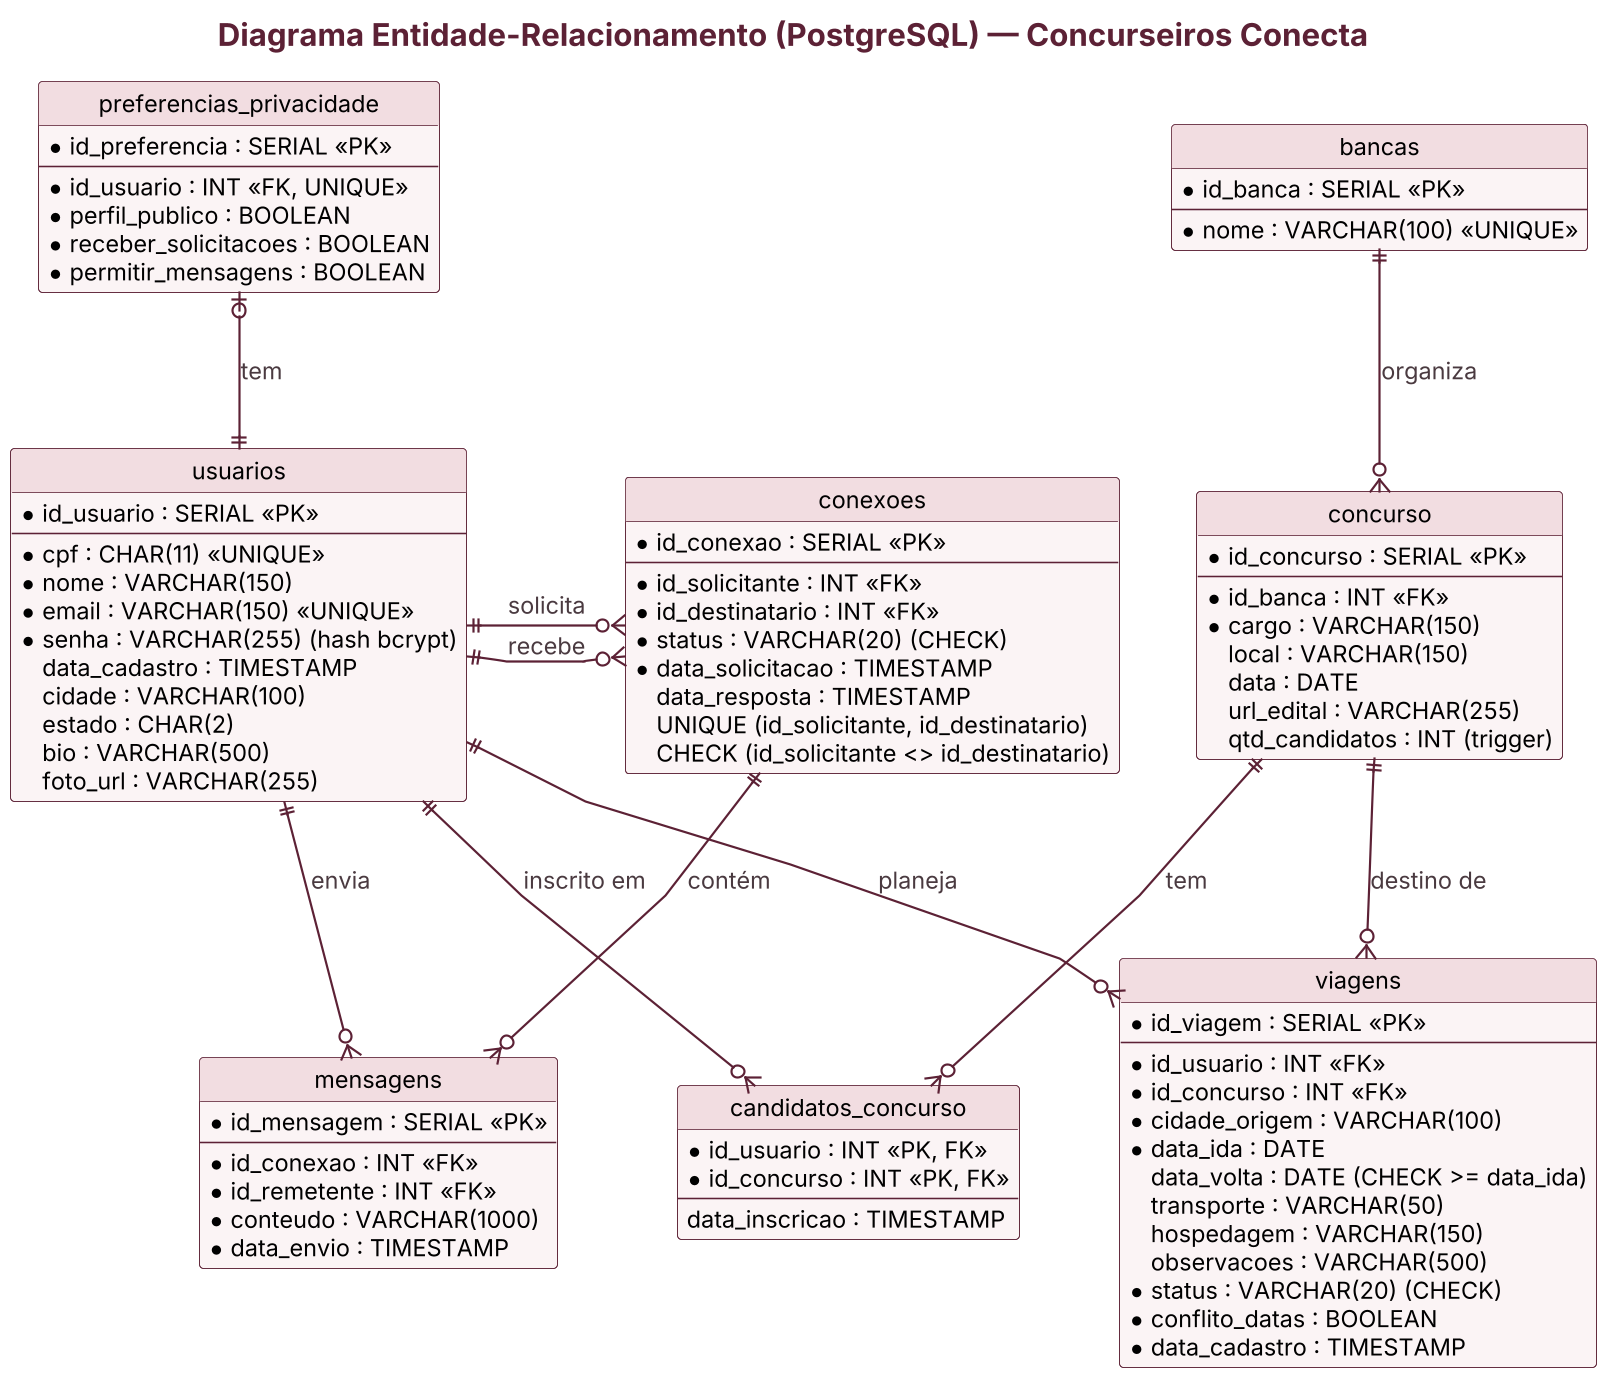 Diagrama Entidade-Relacionamento (PostgreSQL) — Concurseiros Conecta
preferencias_privacidade
• id_preferencia : SERIAL «PK»
• id_usuario : INT «FK, UNIQUE»
• perfil_publico : BOOLEAN
• receber_solicitacoes : BOOLEAN
• permitir_mensagens : BOOLEAN
bancas
• id_banca : SERIAL «PK»
• nome : VARCHAR(100) «UNIQUE»
tem
organiza
usuarios
• id_usuario : SERIAL «PK»
• cpf : CHAR(11) «UNIQUE»
• nome : VARCHAR(150)
• email : VARCHAR(150) «UNIQUE»
• senha : VARCHAR(255) (hash bcrypt)
data_cadastro : TIMESTAMP
cidade : VARCHAR(100)
estado : CHAR(2)
bio : VARCHAR(500)
foto_url : VARCHAR(255)
solicita
recebe
conexoes
• id_conexao : SERIAL «PK»
• id_solicitante : INT «FK»
• id_destinatario : INT «FK»
• status : VARCHAR(20) (CHECK)
• data_solicitacao : TIMESTAMP
data_resposta : TIMESTAMP
UNIQUE (id_solicitante, id_destinatario)
CHECK (id_solicitante <> id_destinatario)
concurso
• id_concurso : SERIAL «PK»
• id_banca : INT «FK»
• cargo : VARCHAR(150)
local : VARCHAR(150)
data : DATE
url_edital : VARCHAR(255)
qtd_candidatos : INT (trigger)
envia
inscrito em
contém
planeja
tem
destino de
mensagens
• id_mensagem : SERIAL «PK»
• id_conexao : INT «FK»
• id_remetente : INT «FK»
• conteudo : VARCHAR(1000)
• data_envio : TIMESTAMP
candidatos_concurso
• id_usuario : INT «PK, FK»
• id_concurso : INT «PK, FK»
data_inscricao : TIMESTAMP
viagens
• id_viagem : SERIAL «PK»
• id_usuario : INT «FK»
• id_concurso : INT «FK»
• cidade_origem : VARCHAR(100)
• data_ida : DATE
data_volta : DATE (CHECK >= data_ida)
transporte : VARCHAR(50)
hospedagem : VARCHAR(150)
observacoes : VARCHAR(500)
• status : VARCHAR(20) (CHECK)
• conflito_datas : BOOLEAN
• data_cadastro : TIMESTAMP